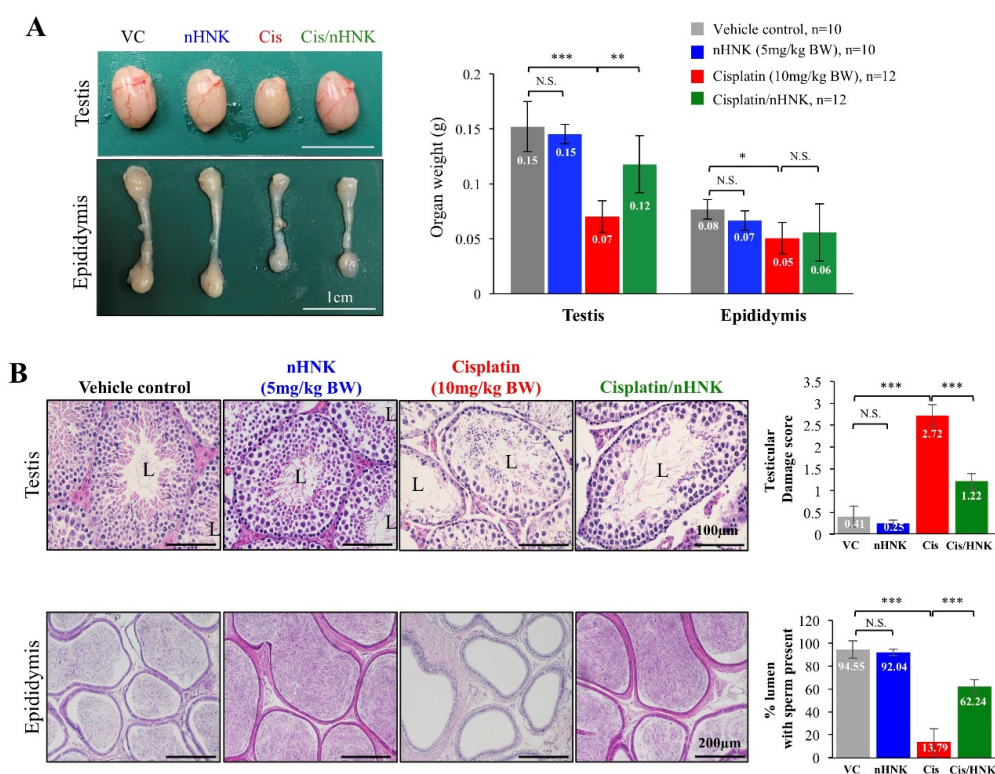 A
VC nHNK Cis Cis/nHNK
Testis
Epididymis
1cm
Vehicle control, n=10
nHNK (5mg/kg BW), n=10
Cisplatin (10mg/kg BW), n=12
Cisplatin/nHNK, n=12
Organ weight (g)
0.2
0.15
0.1
0.05
0
*** **
N.S.
0.15 0.15 0.07 0.12
* N.S.
N.S.
0.08 0.07 0.05 0.06
Testis Epididymis
B
Vehicle control
nHNK
(5mg/kg BW)
Cisplatin
(10mg/kg BW)
Cisplatin/nHNK
Testis
L L
L L L
L L
L
100μm
Testicular
Damage score
3.5
3
2.5
2
1.5
1
0.5
0
*** ***
N.S.
0.41 0.25 2.72 1.22
VC nHNK Cis Cis/HNK
Epididymis
200μm
% lumen
with sperm present
120
100
80
60
40
20
0
*** ***
N.S.
94.55 92.04 13.79 62.24
VC nHNK Cis Cis/HNK